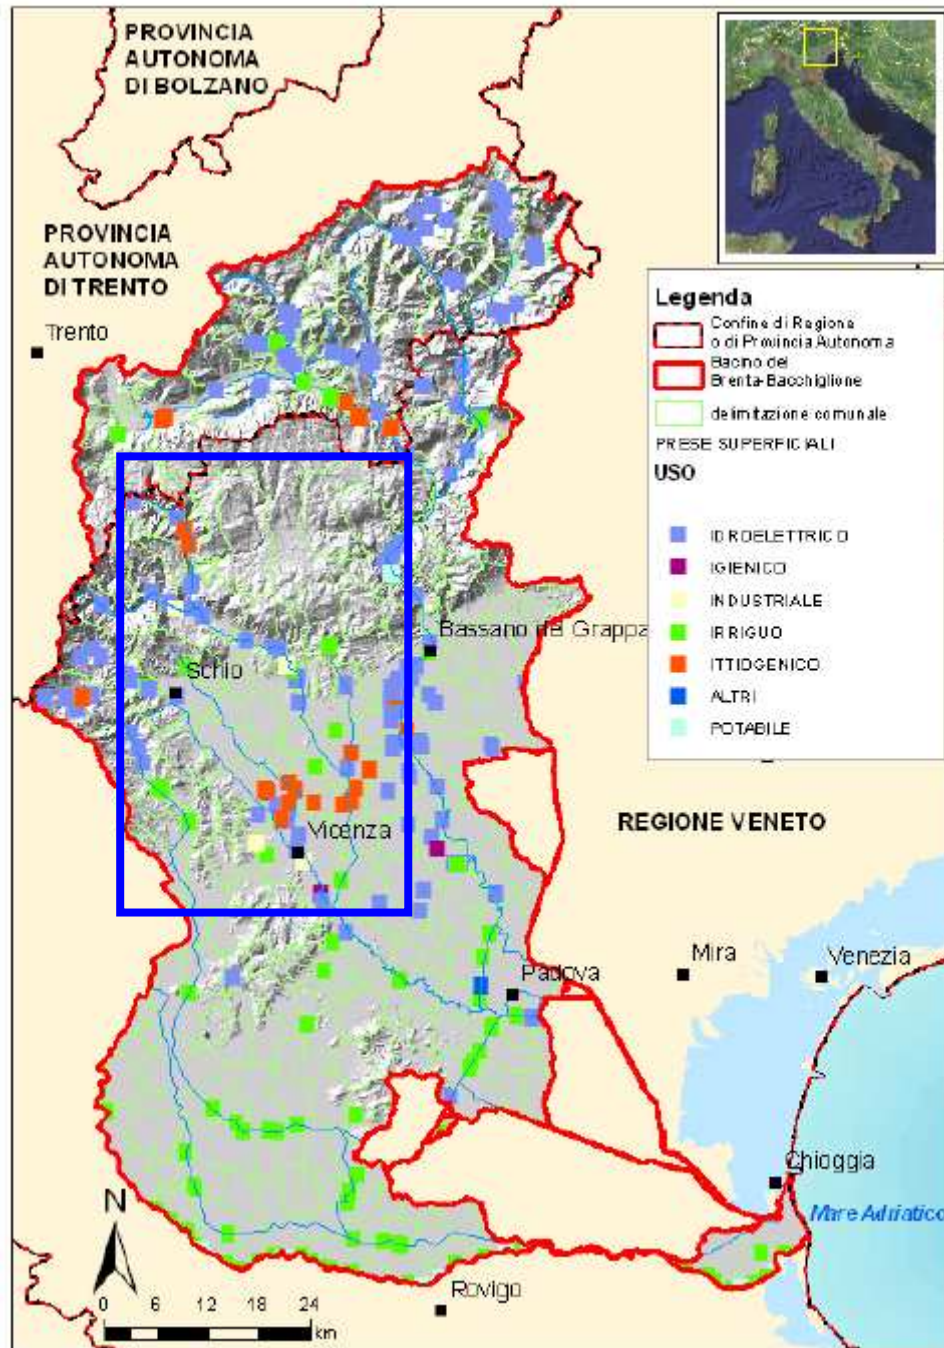 PROVINCIA
AUTONOMA
DI BOLZANO
PROVINCIA
AUTONOMA
DI TRENTO
Trento
Legenda
Confine di Regione
o di Provincia Autonoma
Bacino del
Brenta-Bacchiglione
delimitazione comunale
PRESE SUPERFICIALI
USO
IDROELETTRICO
IGIENICO
INDUSTRIALE
IRRIGUO
ITTIOGENICO
ALTRI
POTABILE
Bassano del Grappa
Schio
Vicenza
REGIONE VENETO
Mira
Venezia
Padova
Chioggia
Mare Adriatico
N
Rovigo
0 6 12 18 24
km